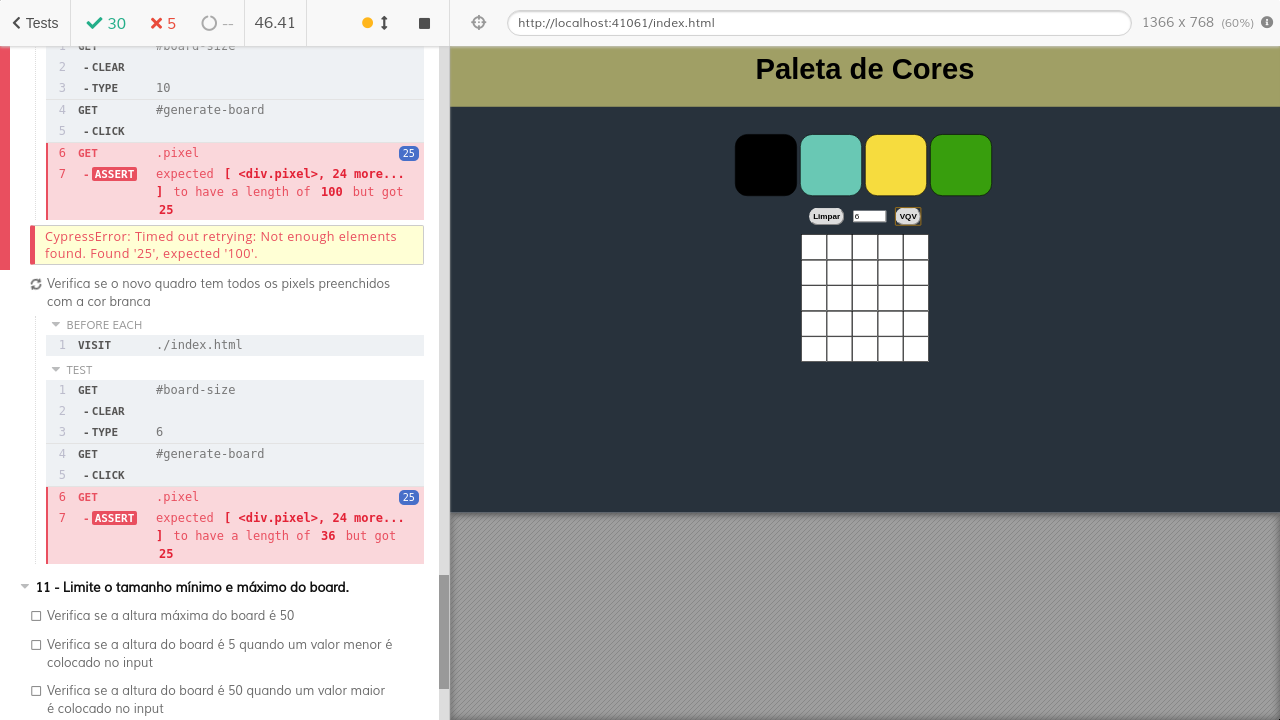 Tests 30 5 -- 46.41
http://localhost:41061/index.html 1366 x 768 (60%)
1 GET #board-size
2 -CLEAR
3 -TYPE 10
4 GET #generate-board
5 -CLICK
6 GET .pixel 25
7 -ASSERT expected [ <div.pixel>, 24 more...
] to have a length of 100 but got
25
CypressError: Timed out retrying: Not enough elements
found. Found '25', expected '100'.
Verifica se o novo quadro tem todos os pixels preenchidos
com a cor branca
BEFORE EACH
1 VISIT ./index.html
TEST
1 GET #board-size
2 -CLEAR
3 -TYPE 6
4 GET #generate-board
5 -CLICK
6 GET .pixel 25
7 -ASSERT expected [ <div.pixel>, 24 more...
] to have a length of 36 but got
25
11 - Limite o tamanho mínimo e máximo do board.
Verifica se a altura máxima do board é 50
Verifica se a altura do board é 5 quando um valor menor é
colocado no input
Verifica se a altura do board é 50 quando um valor maior
é colocado no input
Paleta de Cores
Limpar 6 VQV